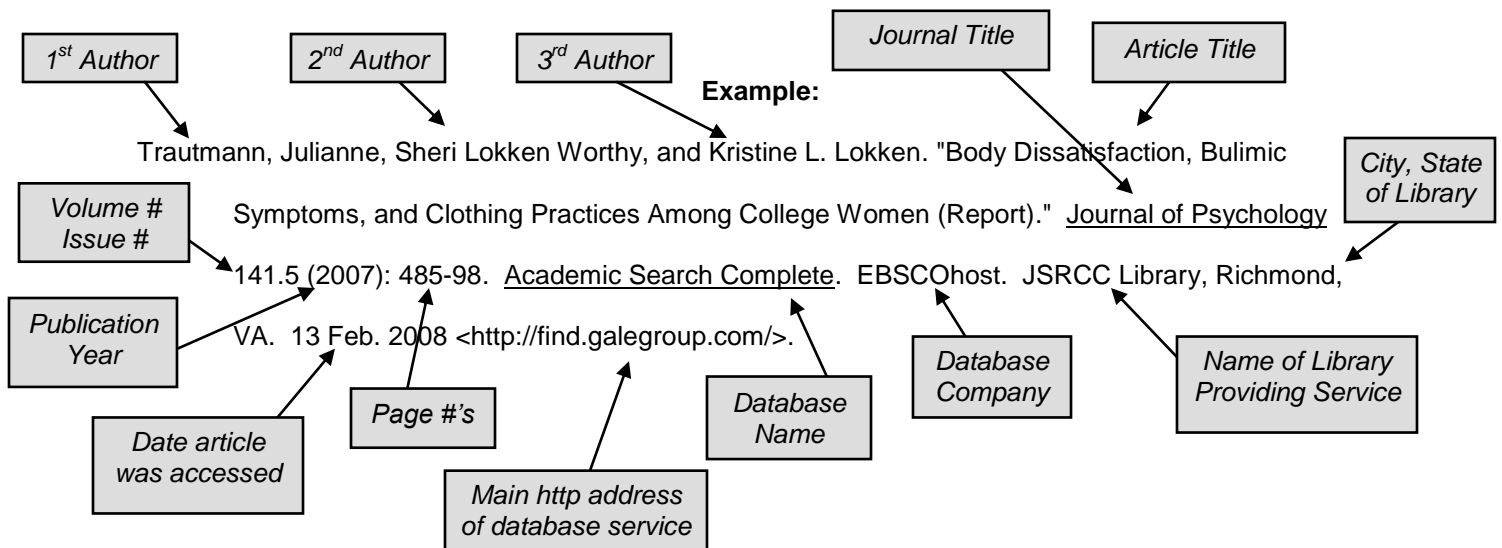 1st Author
2nd Author
3rd Author
Journal Title
Article Title
Example:
Trautmann, Julianne, Sheri Lokken Worthy, and Kristine L. Lokken. "Body Dissatisfaction, Bulimic
City, State
of Library
Volume #
Issue #
Symptoms, and Clothing Practices Among College Women (Report)." Journal of Psychology
141.5 (2007): 485-98. Academic Search Complete. EBSCOhost. JSRCC Library, Richmond,
Publication
Year
VA. 13 Feb. 2008 <http://find.galegroup.com/>.
Date article
was accessed
Page #'s
Main http address
of database service
Database
Name
Database
Company
Name of Library
Providing Service